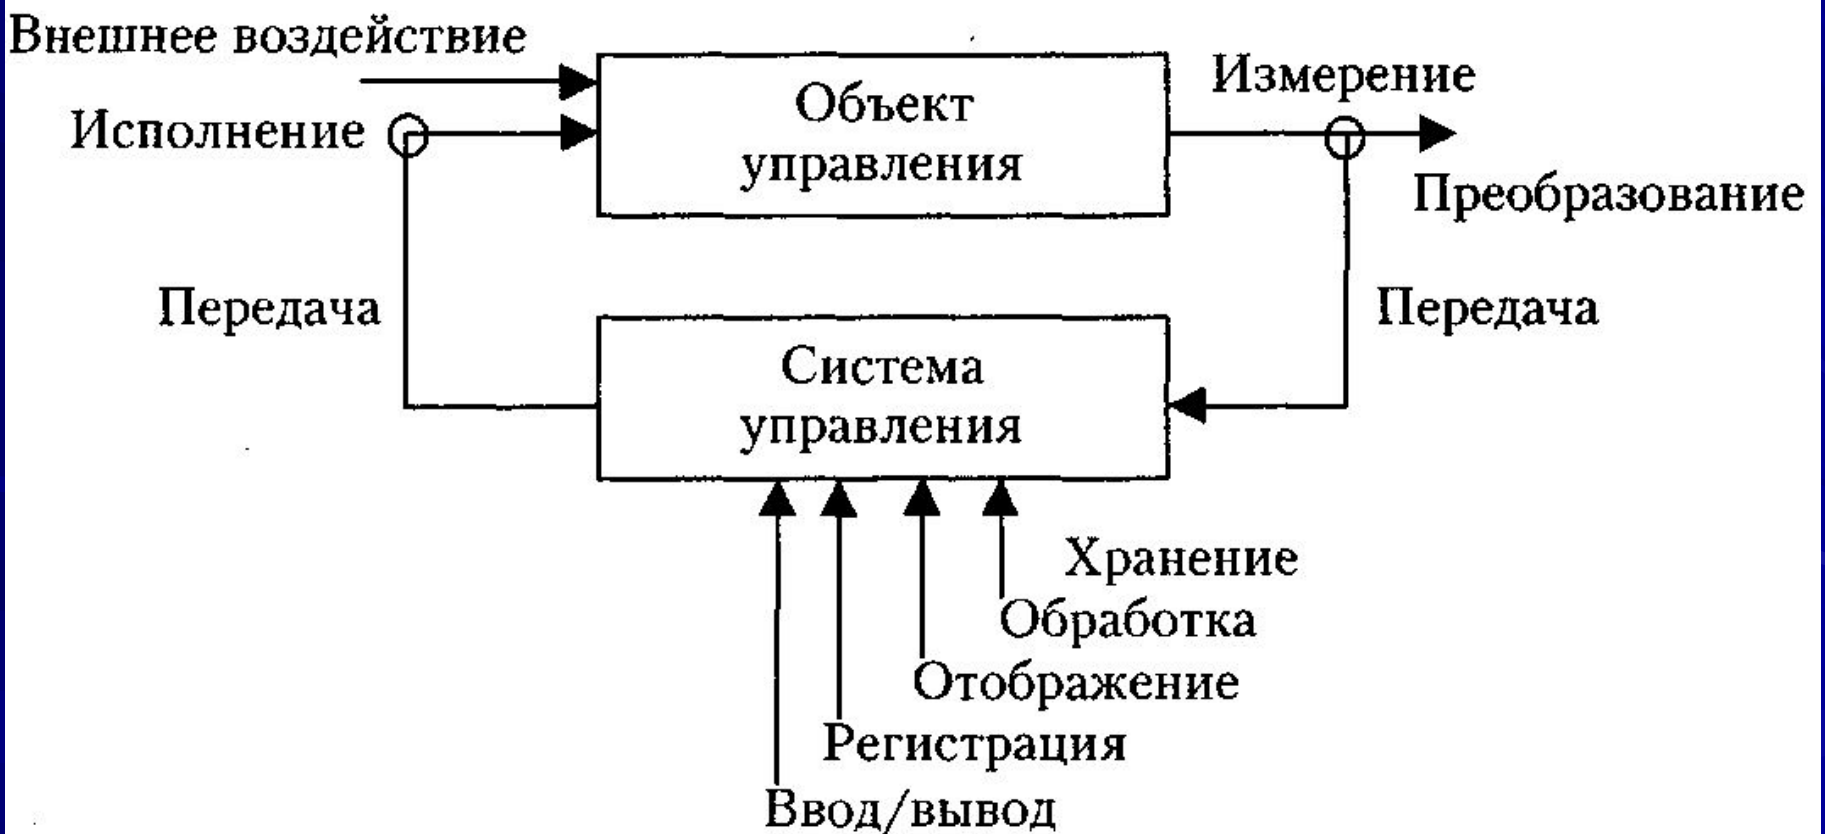 Внешнее воздействие
Исполнение
Объект
управления
Измерение
Преобразование
Передача
Передача
Система
управления
Хранение
Обработка
Отображение
Регистрация
Ввод/вывод